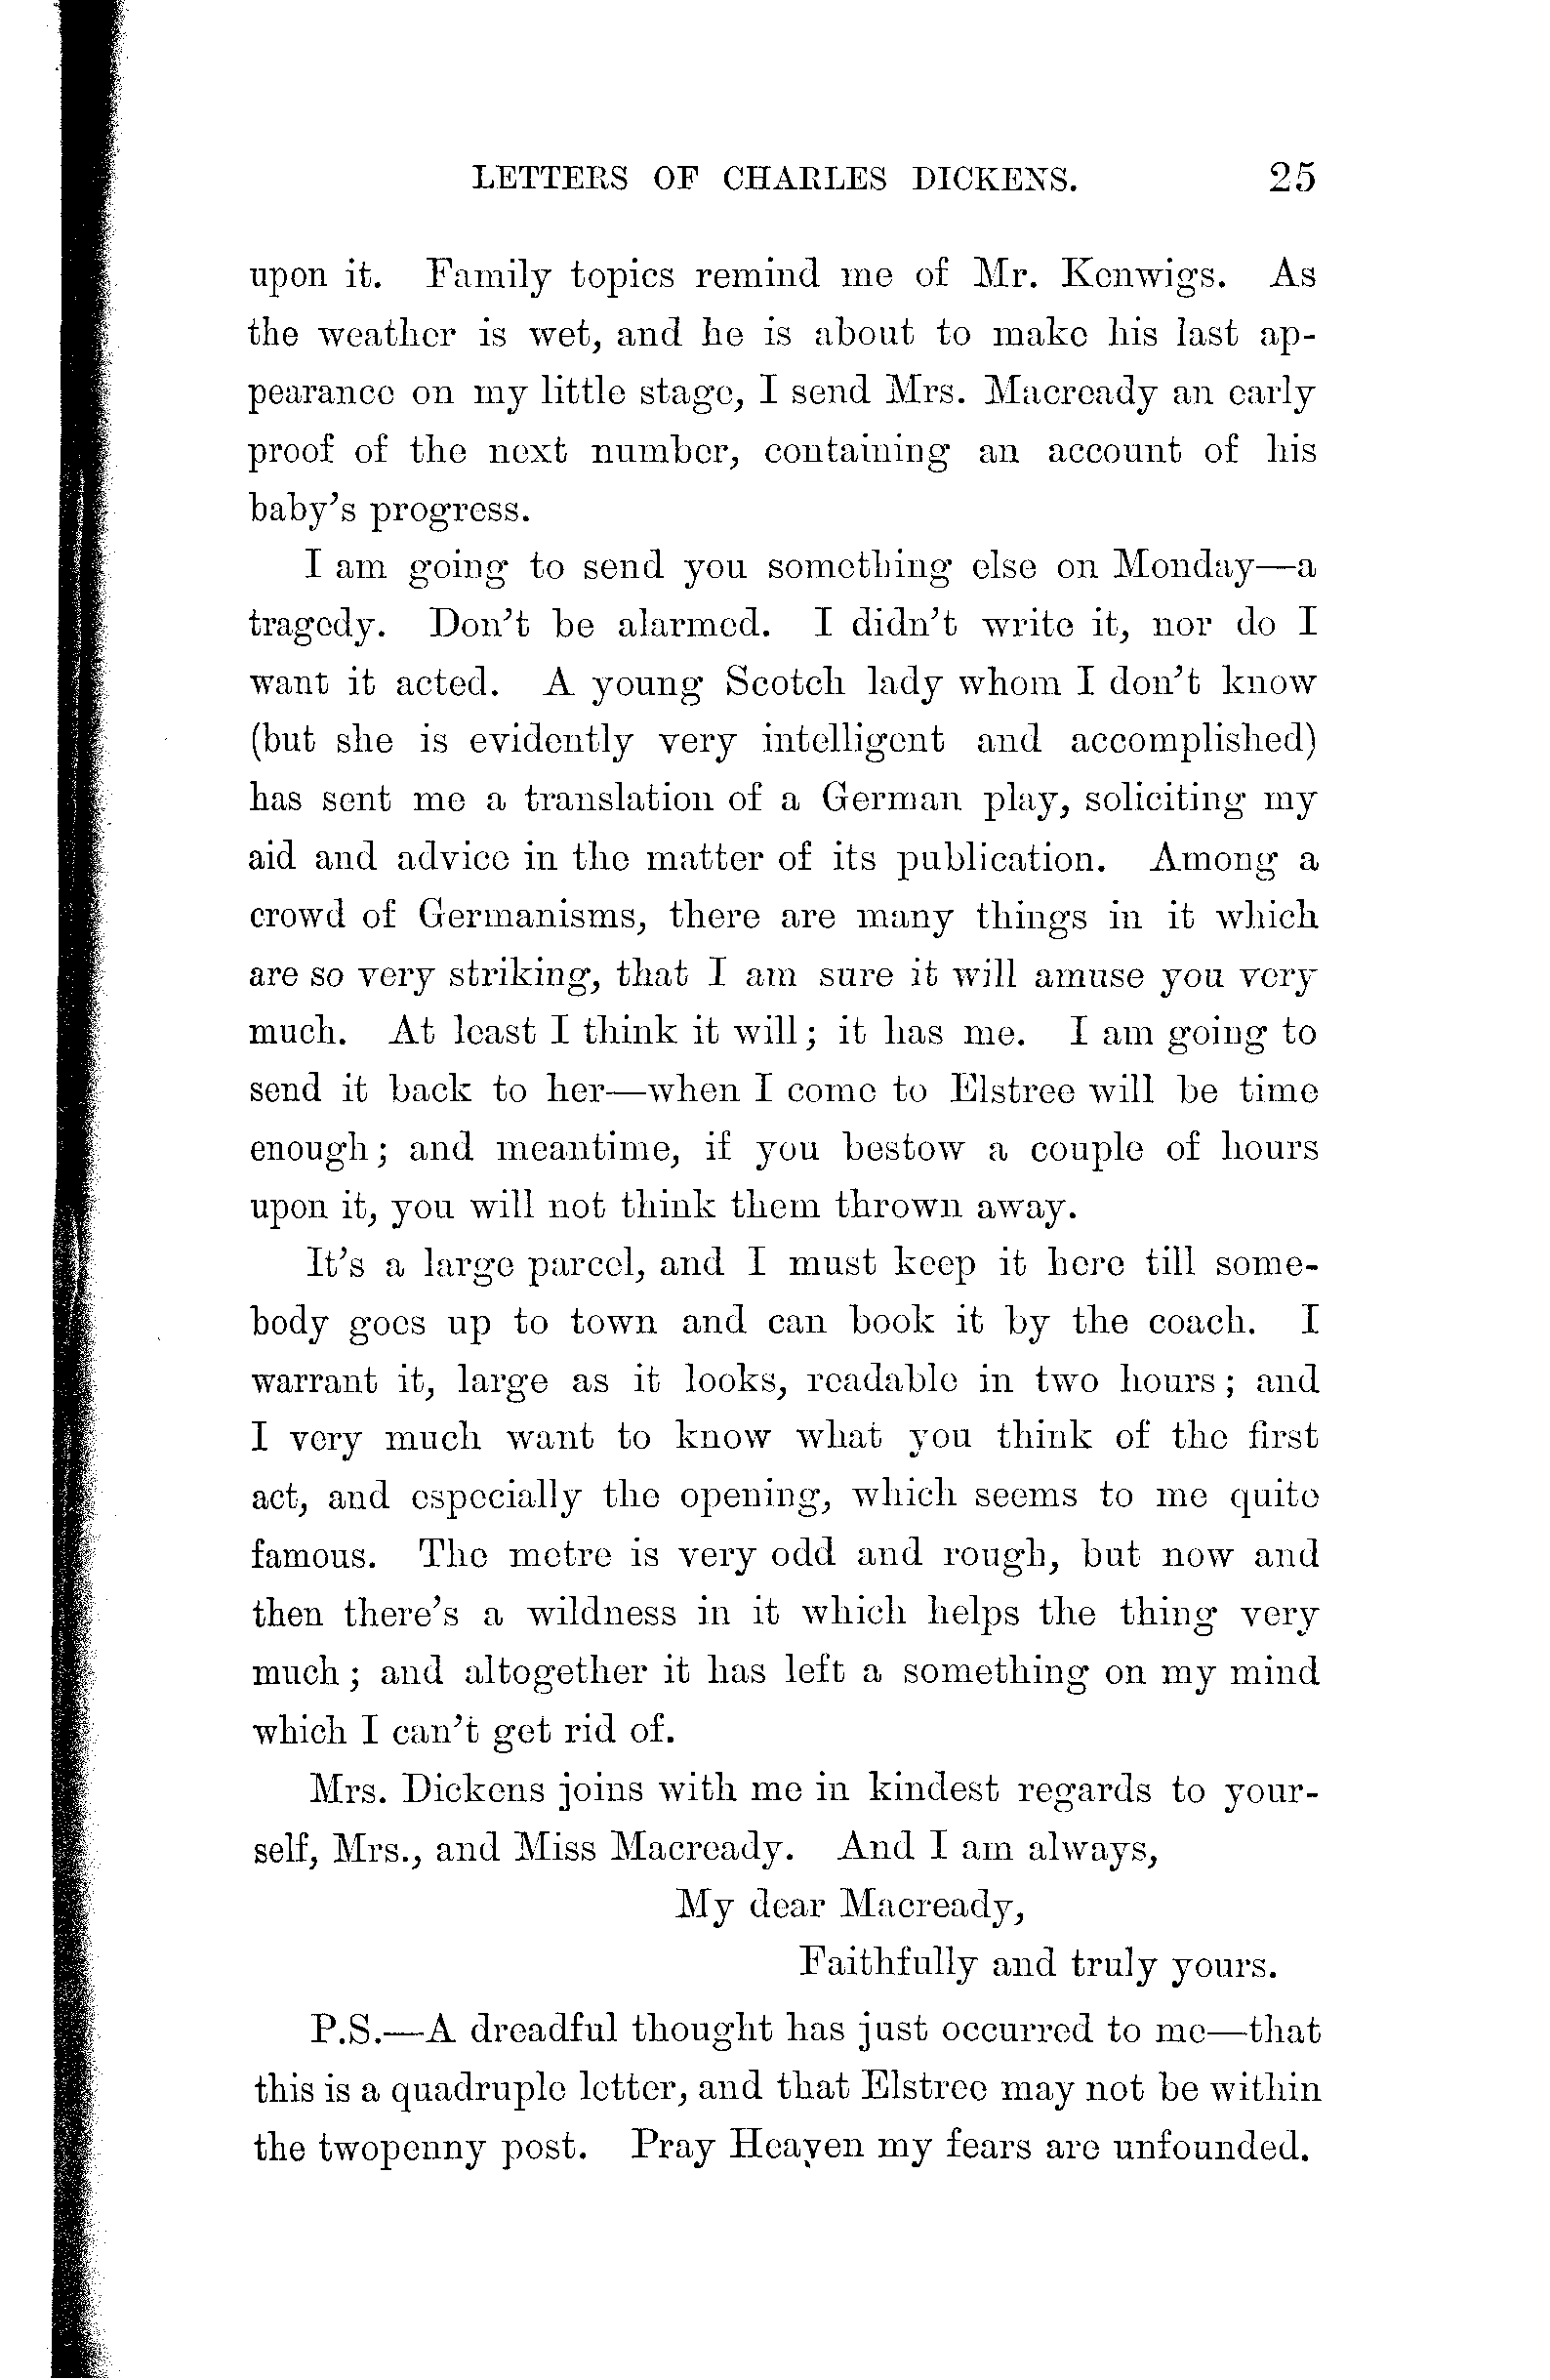 LETTERS OF CHARLES DICKENS. 25
upon it. Family topics remind me of Mr. Kenwigs. As
the weather is wet, and he is about to make his last ap-
pearance on my little stage, I send Mrs. Macready an early
proof of the next number, containing an account of his
baby's progress.
I am going to send you something else on Monday—a
tragedy. Don't be alarmed. I didn't write it, nor do I
want it acted. A young Scotch lady whom I don't know
(but she is evidently very intelligent and accomplished)
has sent me a translation of a German play, soliciting my
aid and advice in the matter of its publication. Among a
crowd of Germanisms, there are many things in it which
are so very striking, that I am sure it will amuse you very
much. At least I think it will; it has me. I am going to
send it back to her—when I come to Elstree will be time
enough; and meantime, if you bestow a couple of hours
upon it, you will not think them thrown away.
It's a large parcel, and I must keep it here till some-
body goes up to town and can book it by the coach. I
warrant it, large as it looks, readable in two hours; and
I very much want to know what you think of the first
act, and especially the opening, which seems to me quite
famous. The metre is very odd and rough, but now and
then there's a wildness in it which helps the thing very
much; and altogether it has left a something on my mind
which I can't get rid of.
Mrs. Dickens joins with me in kindest regards to your-
self, Mrs., and Miss Macready. And I am always,
My dear Macready,
Faithfully and truly yours.
P.S.—A dreadful thought has just occurred to me—that
this is a quadruple letter, and that Elstree may not be within
the twopenny post. Pray Heaven my fears are unfounded.